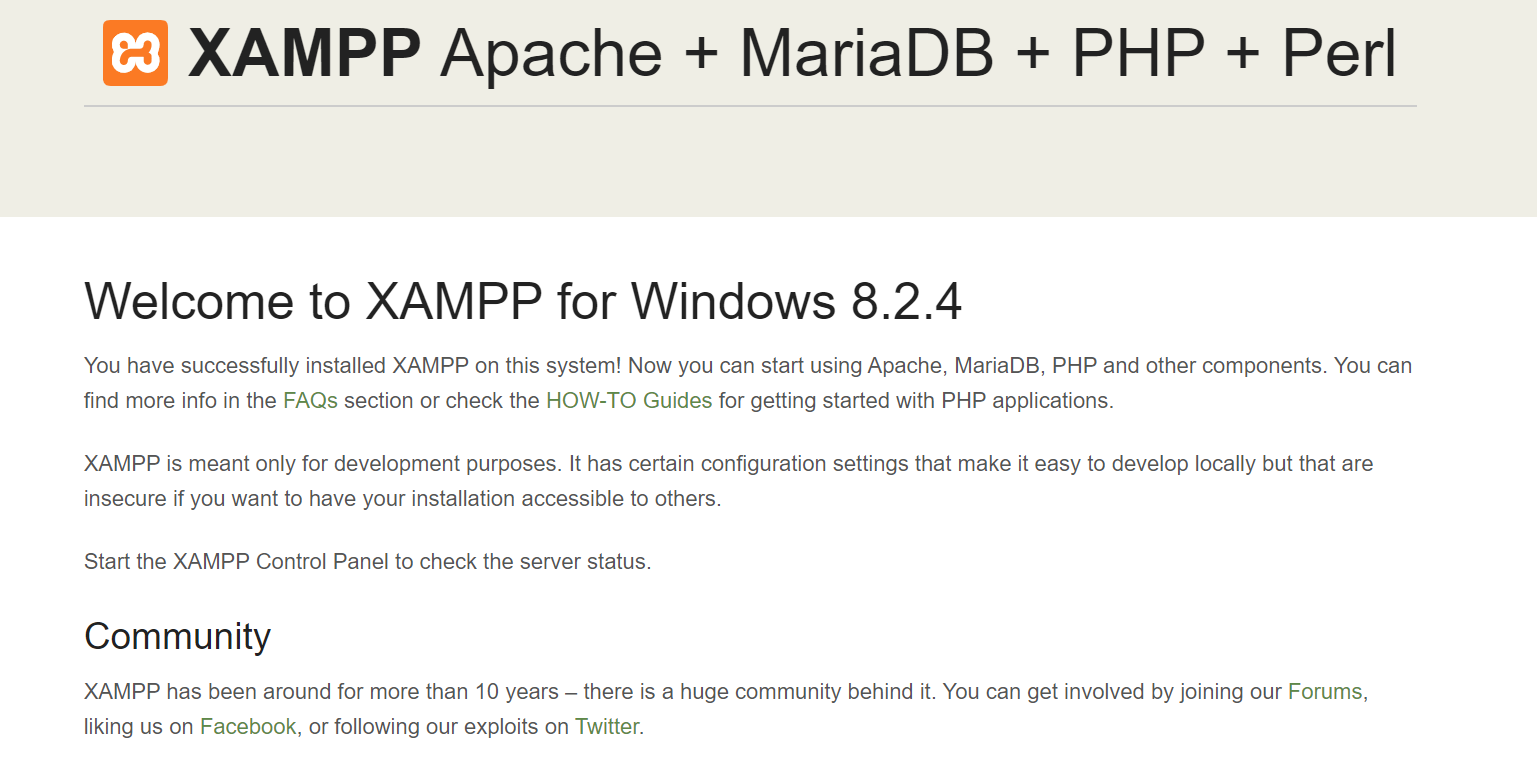 XAMPP Apache + MariaDB + PHP + Perl
Welcome to XAMPP for Windows 8.2.4
You have successfully installed XAMPP on this system! Now you can start using Apache, MariaDB, PHP and other components. You can
find more info in the FAQs section or check the HOW-TO Guides for getting started with PHP applications.
XAMPP is meant only for development purposes. It has certain configuration settings that make it easy to develop locally but that are
insecure if you want to have your installation accessible to others.
Start the XAMPP Control Panel to check the server status.
Community
XAMPP has been around for more than 10 years – there is a huge community behind it. You can get involved by joining our Forums,
liking us on Facebook, or following our exploits on Twitter.